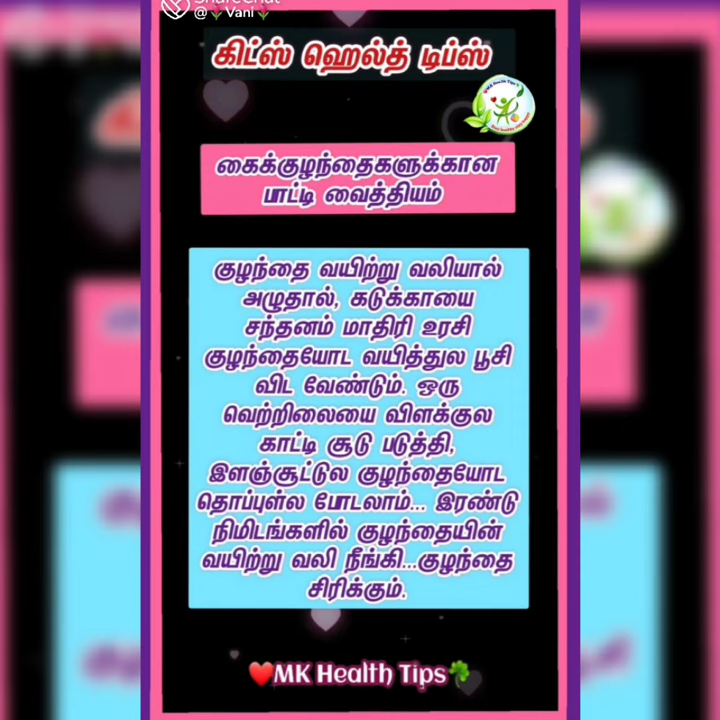 @🌷Vani🌷
கிட்ஸ் ஹெல்த் டிப்ஸ்
கைக்குழந்தைகளுக்கான
பாட்டி வைத்தியம்
குழந்தை வயிற்று வலியால்
அழுதால், கடுக்காயை
சந்தனம் மாதிரி உரசி
குழந்தையோட வயித்துல பூசி
விட வேண்டும். ஒரு
வெற்றிலையை விளக்குல
காட்டி சூடு படுத்தி,
இளஞ்சூட்டுல குழந்தையோட
தொப்புள்ல போடலாம்... இரண்டு
நிமிடங்களில் குழந்தையின்
வயிற்று வலி நீங்கி...குழந்தை
சிரிக்கும்.
❤️MK Health Tips🍀